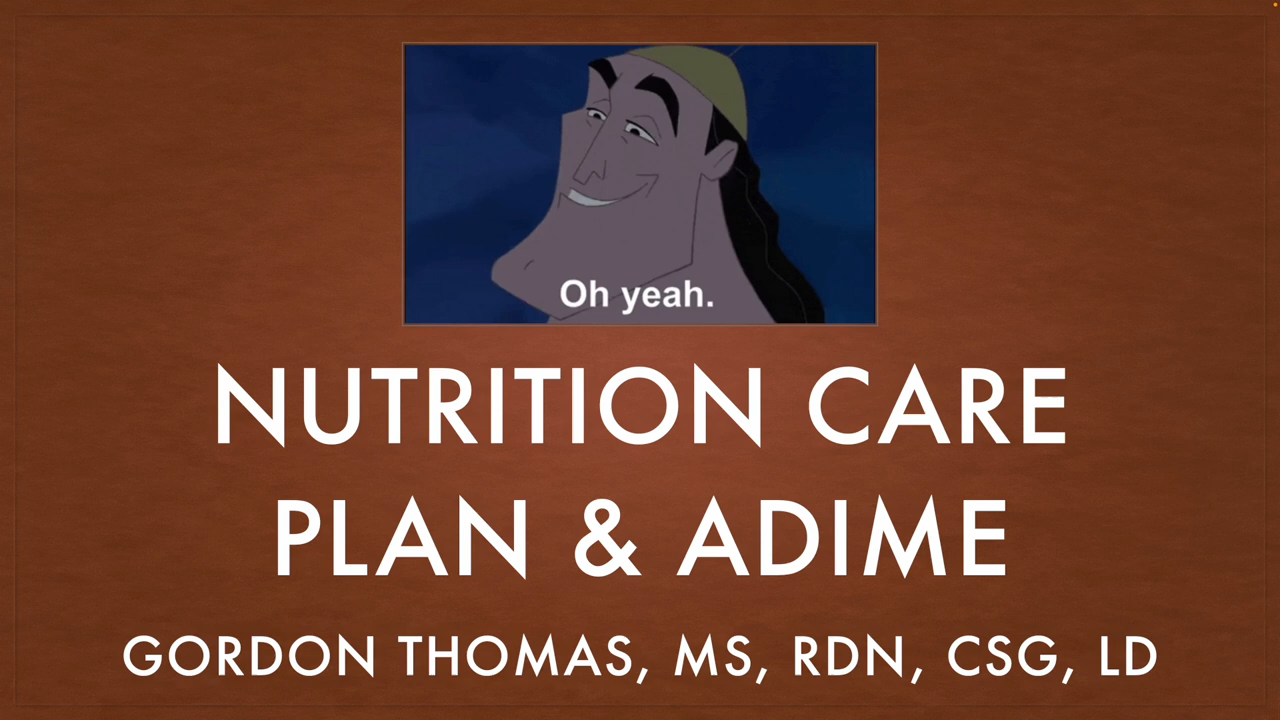 Oh yeah.
NUTRITION CARE
PLAN & ADIME
GORDON THOMAS, MS, RDN, CSG, LD